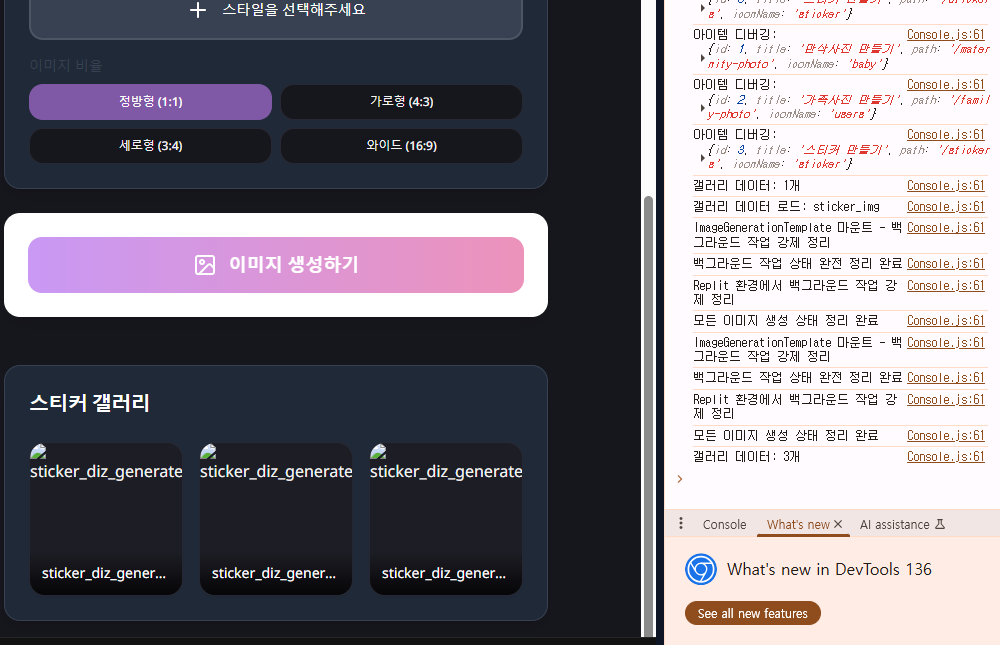 스타일을 선택해주세요
이미지 비율
정방형 (1:1)
가로형 (4:3)
세로형 (3:4)
와이드 (16:9)
이미지 생성하기
스티커 갤러리
sticker_diz_generate
sticker_diz_generate
sticker_diz_generate
sticker_diz_gener...
sticker_diz_gener...
sticker_diz_gener...
s', iconName: 'sticker'}
아이템 디버깅: Console.js:61
{id: 1, title: '만삭사진 만들기', path: '/mater
nity-photo', iconName: 'baby'}
아이템 디버깅: Console.js:61
{id: 2, title: '가족사진 만들기', path: '/famil
y-photo', iconName: 'users'}
아이템 디버깅: Console.js:61
{id: 3, title: '스티커 만들기', path: '/sticker
s', iconName: 'sticker'}
갤러리 데이터: 1개 Console.js:61
갤러리 데이터 로드: sticker_img Console.js:61
ImageGenerationTemplate 마운트 - 백 Console.js:61
그라운드 작업 강제 정리
백그라운드 작업 상태 완전 정리 완료 Console.js:61
Replit 환경에서 백그라운드 작업 강 Console.js:61
제 정리
모든 이미지 생성 상태 정리 완료 Console.js:61
ImageGenerationTemplate 마운트 - 백 Console.js:61
그라운드 작업 강제 정리
백그라운드 작업 상태 완전 정리 완료 Console.js:61
Replit 환경에서 백그라운드 작업 강 Console.js:61
제 정리
모든 이미지 생성 상태 정리 완료 Console.js:61
갤러리 데이터: 3개 Console.js:61
Console What's new AI assistance
What's new in DevTools 136
See all new features